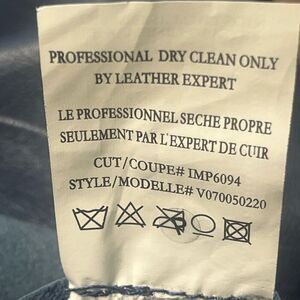 PROFESSIONAL DRY CLEAN ONLY
BY LEATHER EXPERT
LE PROFESSIONNEL SECHE PROPRE
SEULEMENT PAR L'EXPERT DE CUIR
CUT/COUPE# IMP6094
STYLE/MODELLE# V070050220